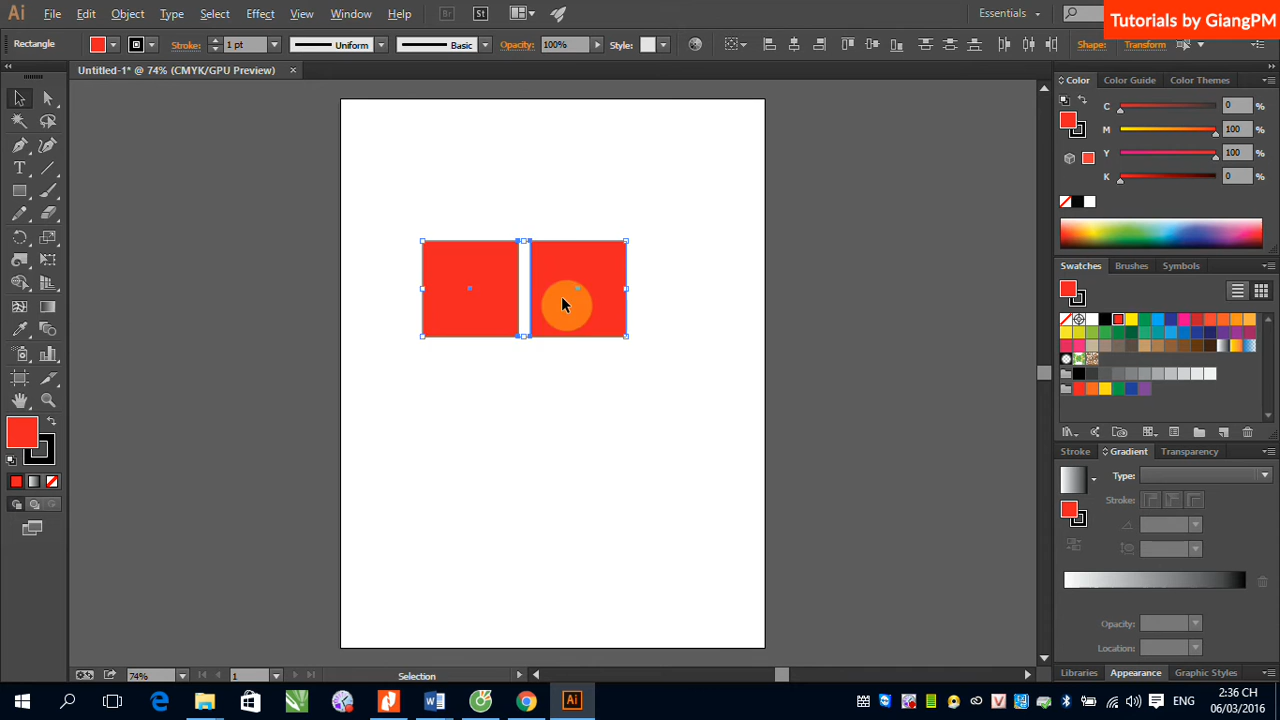 Ai File Edit Object Type Select Effect View Window Help Br St Essentials
Tutorials by GiangPM
Rectangle Stroke: 1 pt Uniform Basic Opacity: 100% Style: Shape: Transform
Untitled-1* @ 74% (CMYK/GPU Preview) ×
Color Color Guide Color Themes
C 0 %
M 100 %
Y 100 %
K 0 %
Swatches Brushes Symbols
Stroke Gradient Transparency
Type:
Stroke:
Opacity:
Location:
Libraries Appearance Graphic Styles
74% 1 Selection
ENG
2:36 CH
06/03/2016